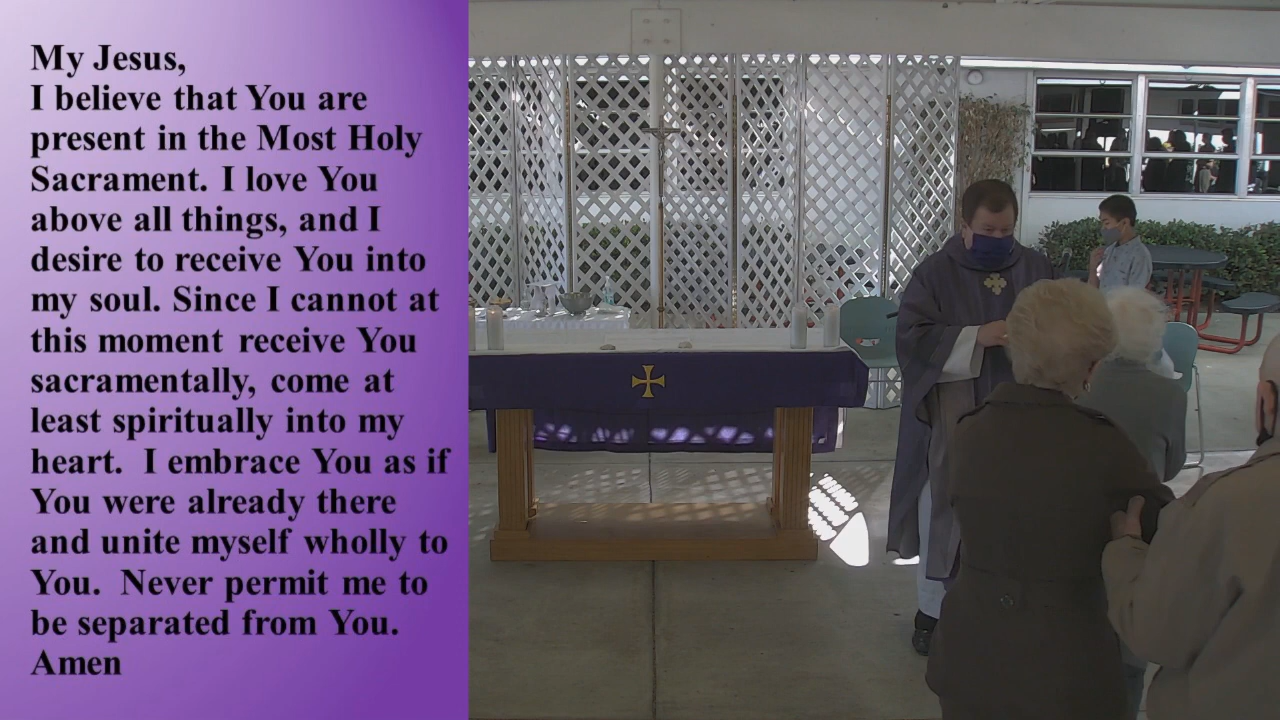 My Jesus,
I believe that You are
present in the Most Holy
Sacrament. I love You
above all things, and I
desire to receive You into
my soul. Since I cannot at
this moment receive You
sacramentally, come at
least spiritually into my
heart. I embrace You as if
You were already there
and unite myself wholly to
You. Never permit me to
be separated from You.
Amen